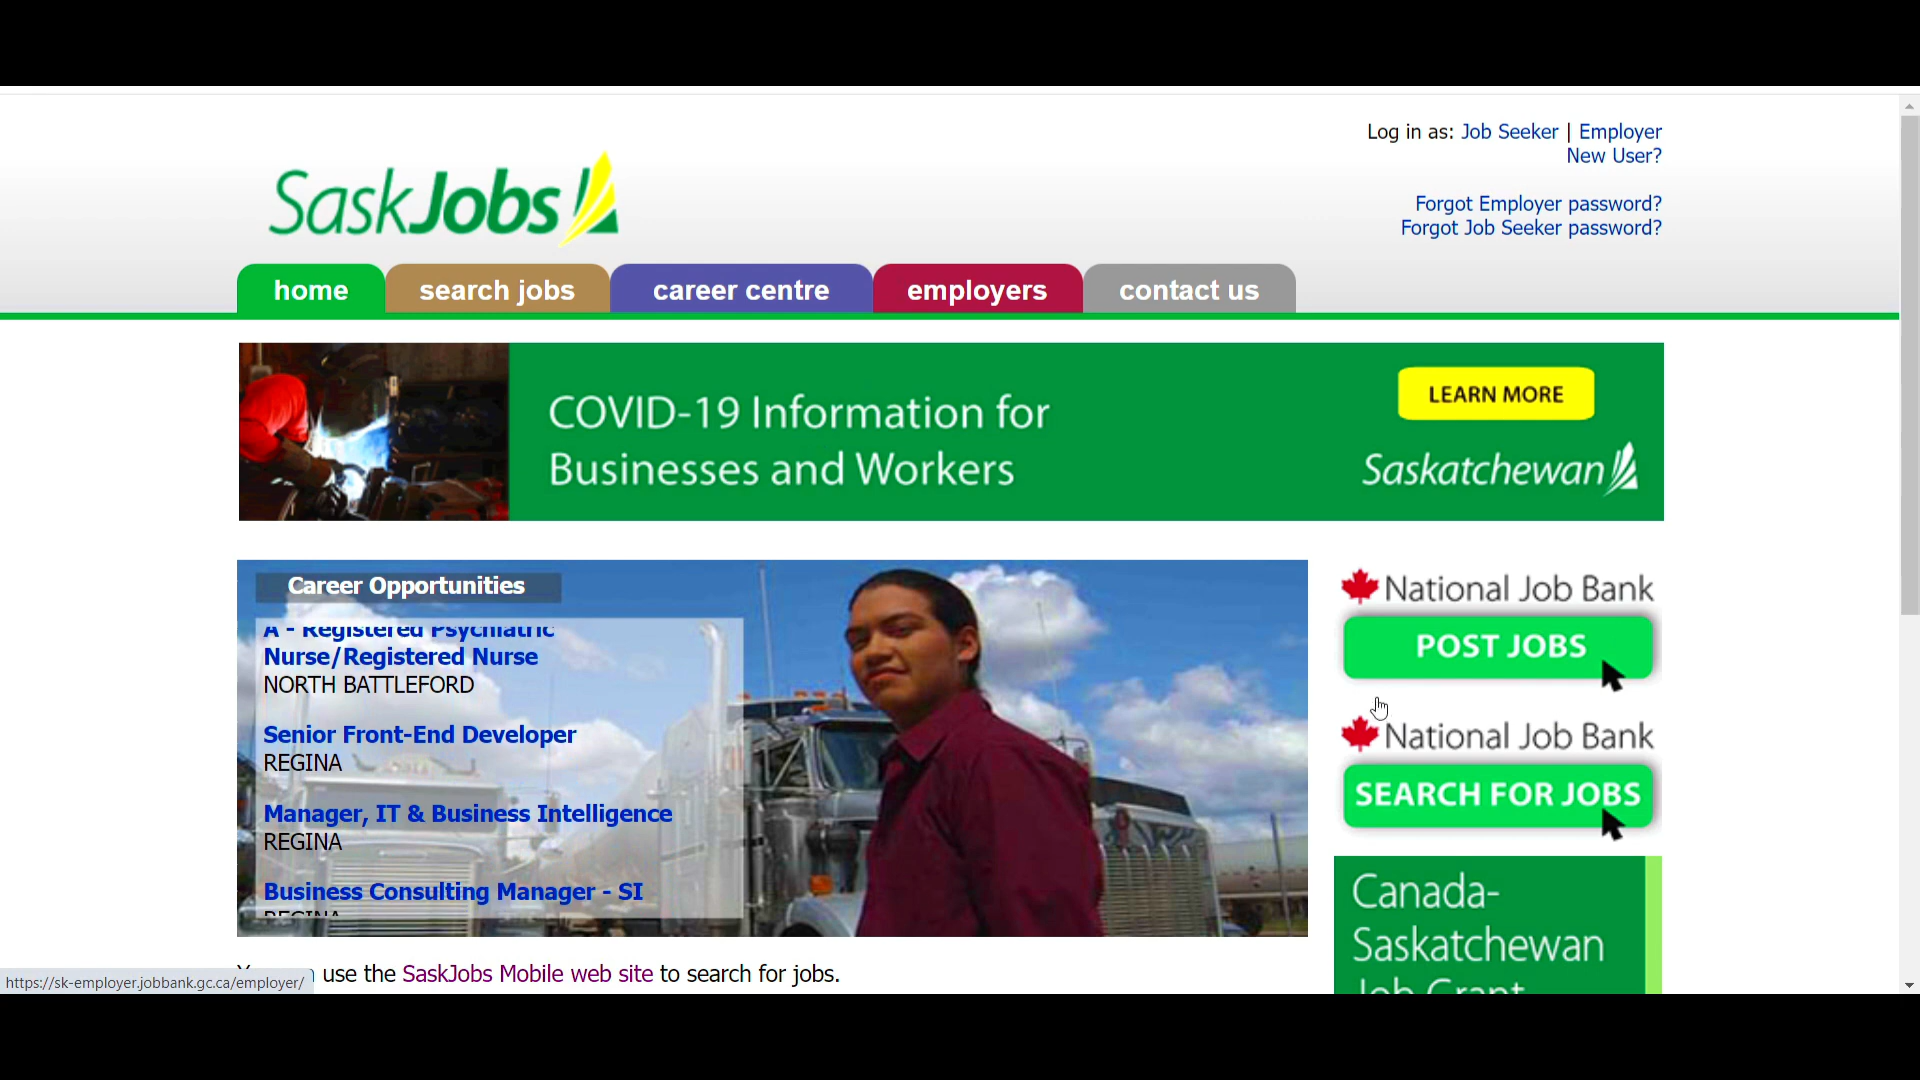 Log in as: Job Seeker | Employer
New User?
Forgot Employer password?
Forgot Job Seeker password?
SaskJobs
home
search jobs
career centre
employers
contact us
COVID-19 Information for
Businesses and Workers
LEARN MORE
Saskatchewan
Career Opportunities
A - Registered Psychiatric
Nurse/Registered Nurse
NORTH BATTLEFORD
Senior Front-End Developer
REGINA
Manager, IT & Business Intelligence
REGINA
Business Consulting Manager - SI
REGINA
National Job Bank
POST JOBS
National Job Bank
SEARCH FOR JOBS
Canada-
Saskatchewan
Job Grant
use the SaskJobs Mobile web site to search for jobs.
https://sk-employer.jobbank.gc.ca/employer/